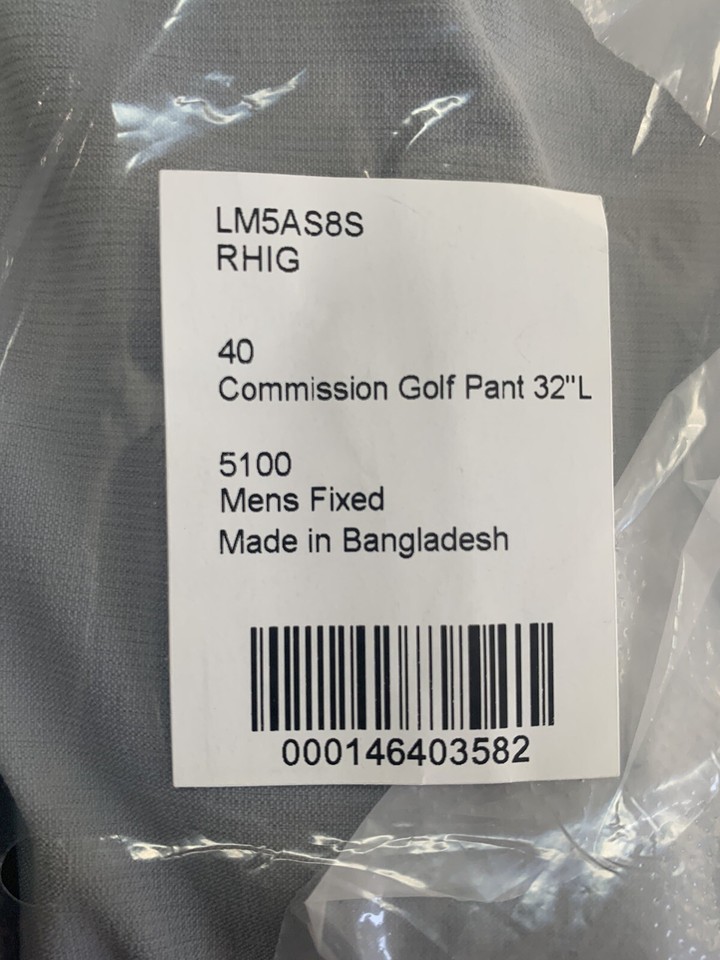 LM5AS8S
RHIG
40
Commission Golf Pant 32"L
5100
Mens Fixed
Made in Bangladesh
000146403582